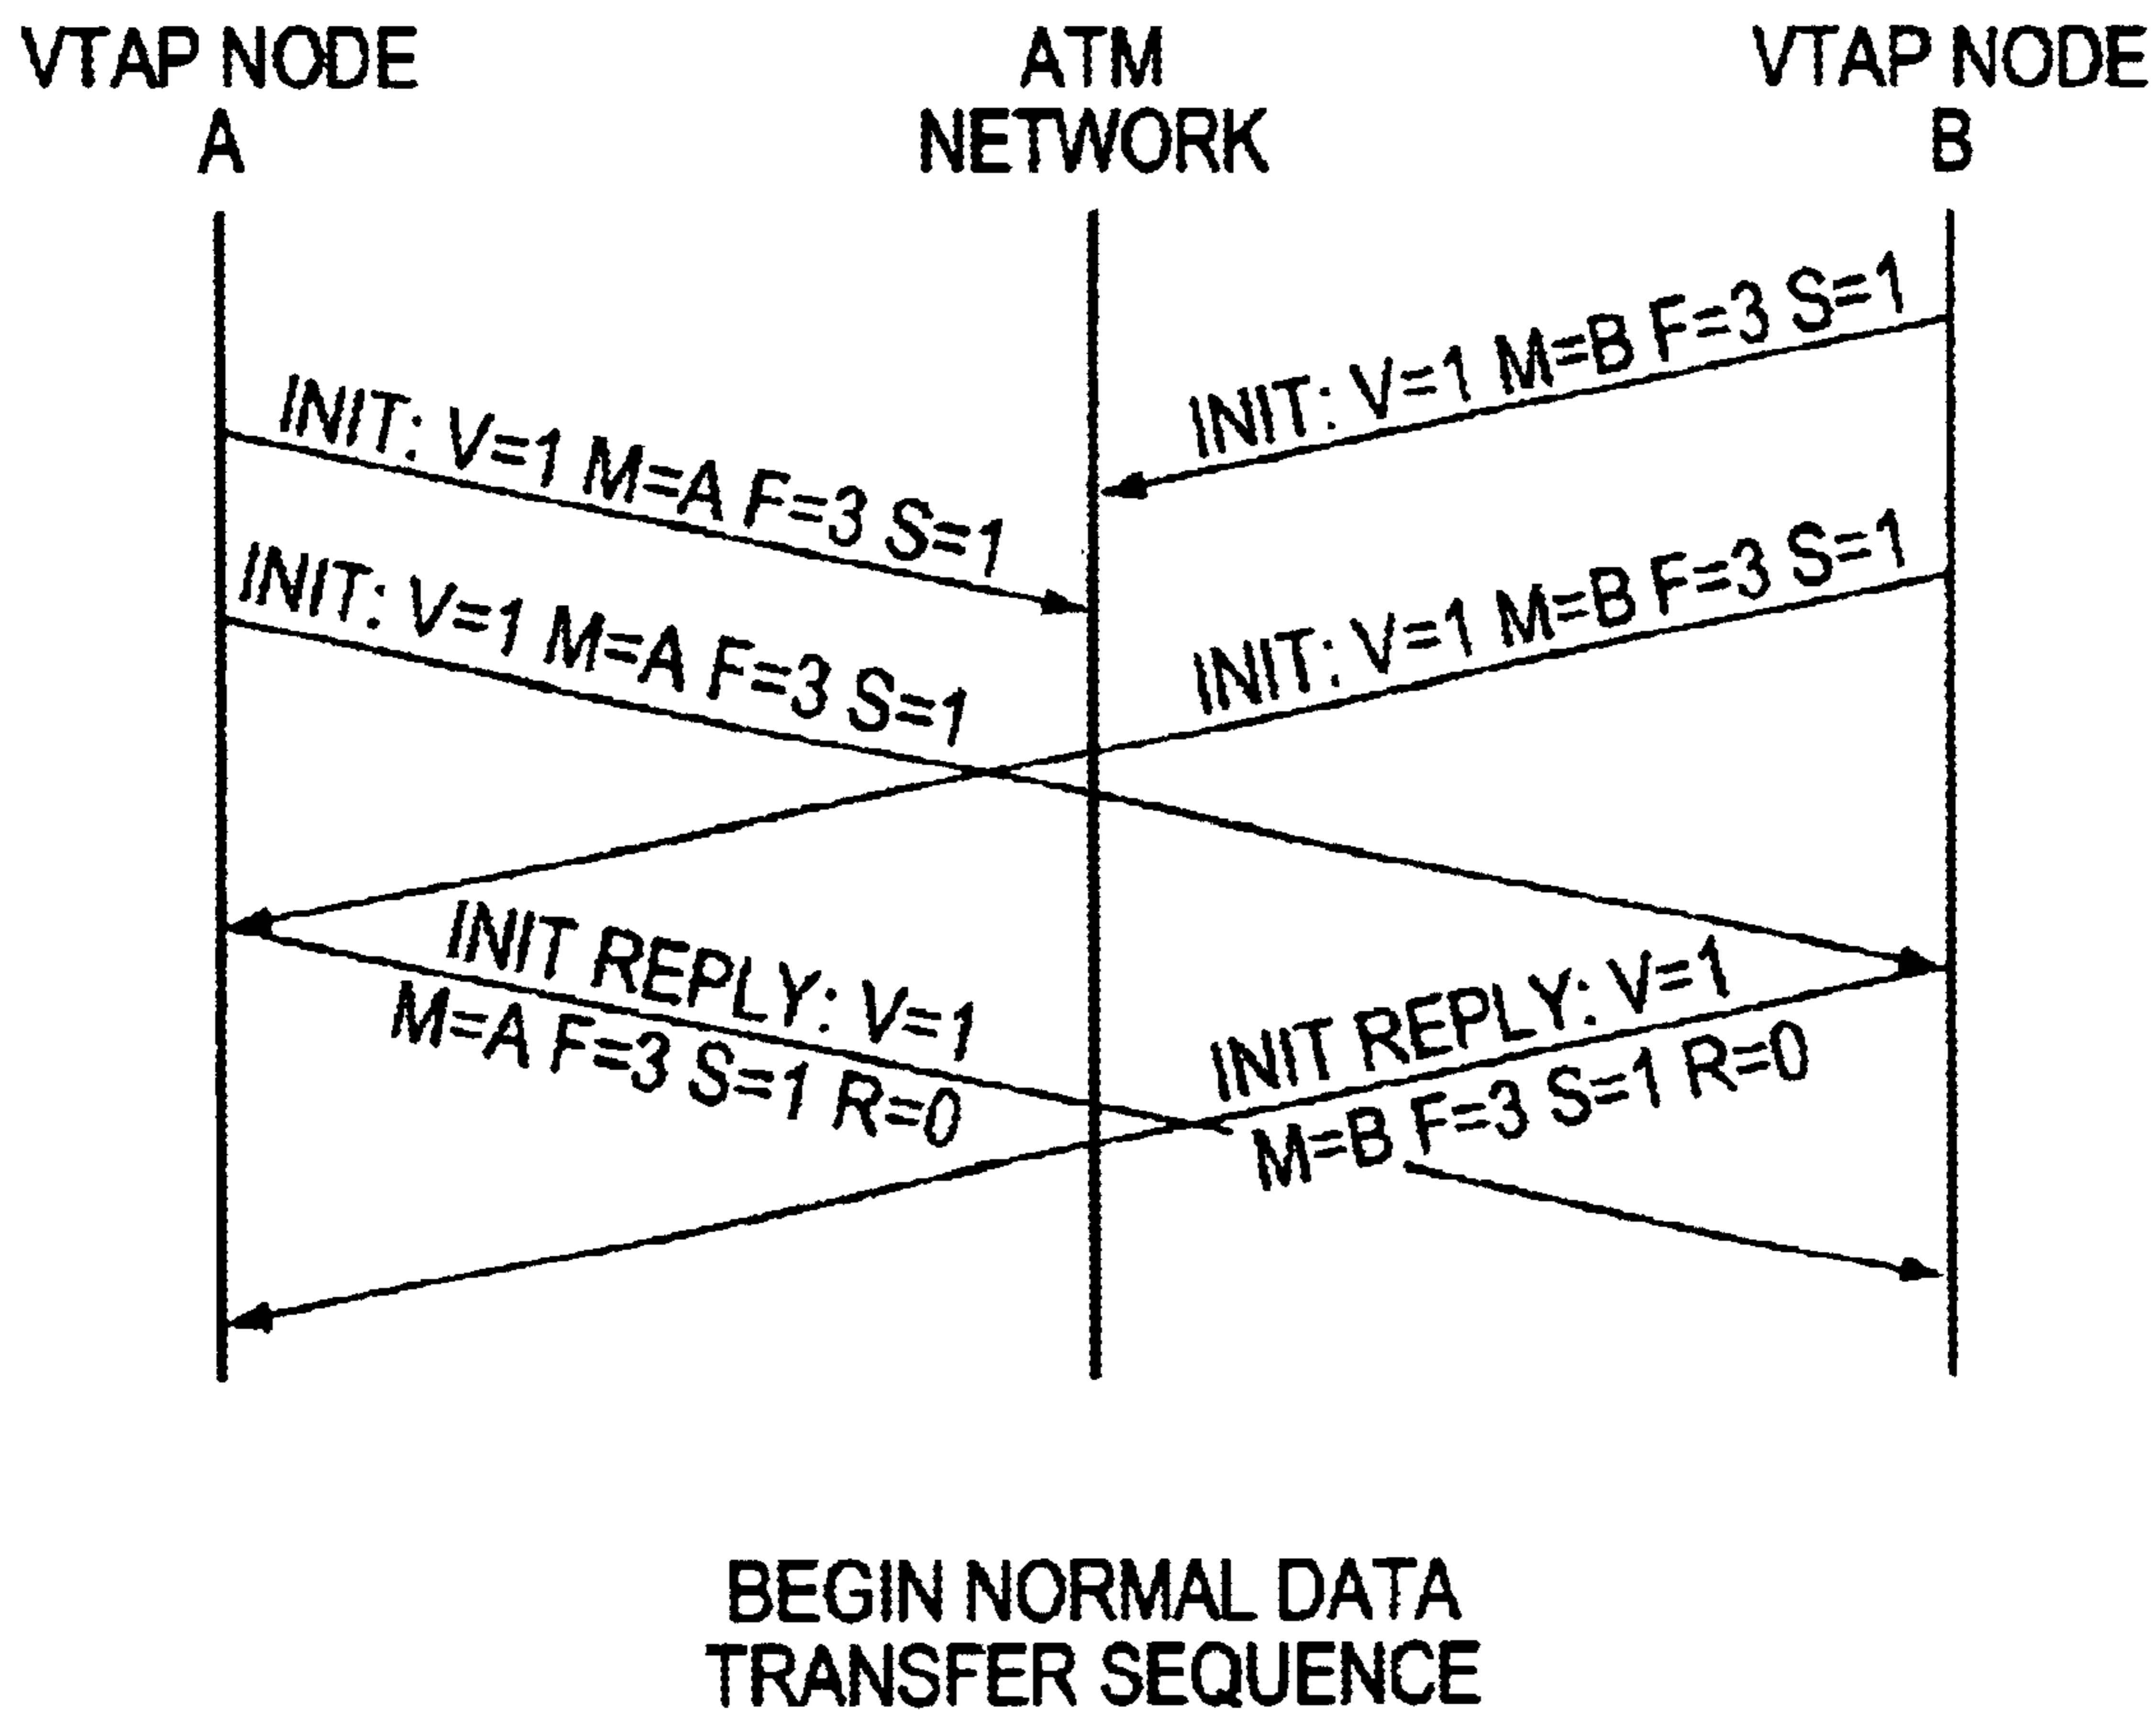 VTAP NODE
A
ATM
NETWORK
VTAP NODE
B
INIT: V=1 M=B F=3 S=1
INIT: V=1 M=A F=3 S=1
INIT: V=1 M=B F=3 S=1
INIT: V=1 M=A F=3 S=1
INIT REPLY: V=1
M=A F=3 S=1 R=0
INIT REPLY: V=1
M=B F=3 S=1 R=0
BEGIN NORMAL DATA
TRANSFER SEQUENCE